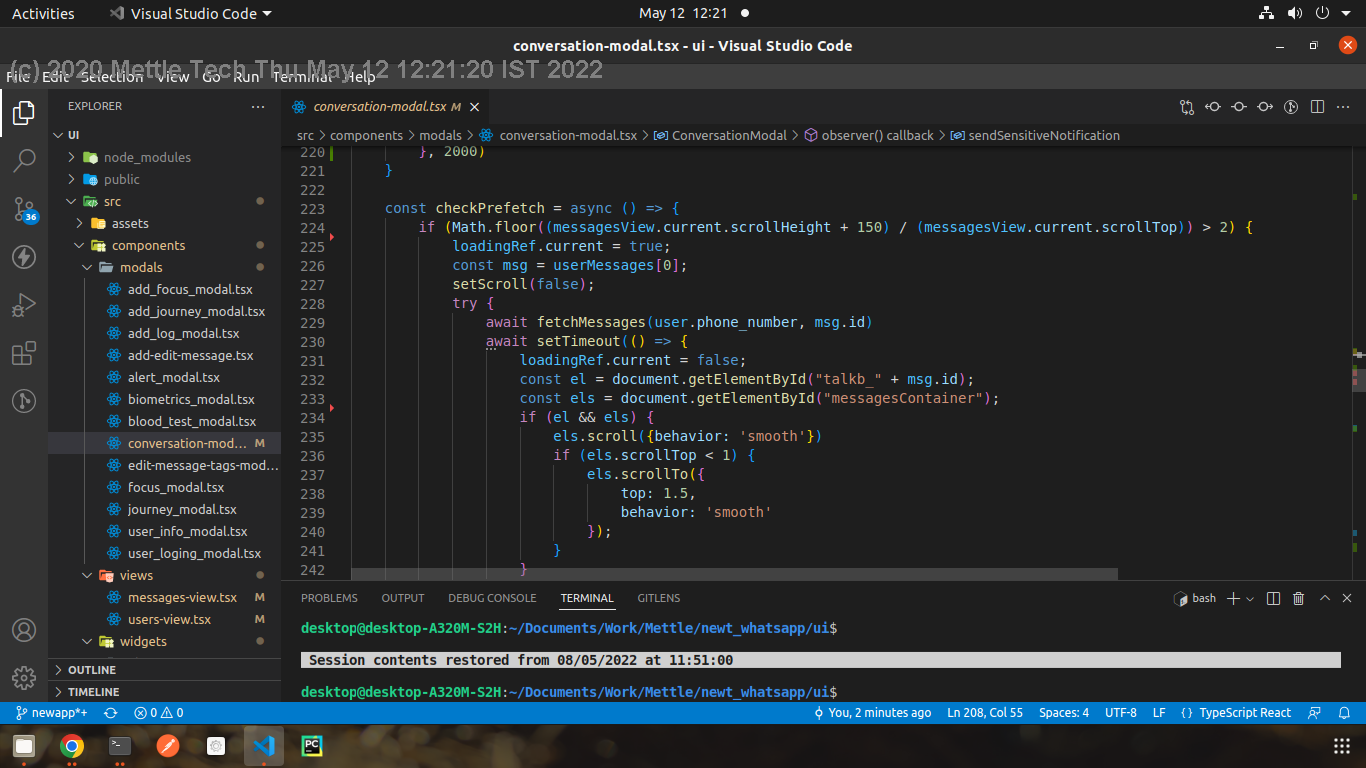 Activities
Visual Studio Code
May 12 12:21
conversation-modal.tsx - ui - Visual Studio Code
(c) 2020 Mettle Tech Thu May 12 12:21:20 IST 2022
File Edit Selection View Go Run Terminal Help
EXPLORER
UI
node_modules
public
src
assets
components
modals
add_focus_modal.tsx
add_journey_modal.tsx
add_log_modal.tsx
add-edit-message.tsx
alert_modal.tsx
biometrics_modal.tsx
blood_test_modal.tsx
conversation-mod... M
edit-message-tags-mod...
focus_modal.tsx
journey_modal.tsx
user_info_modal.tsx
user_loging_modal.tsx
views
messages-view.tsx M
users-view.tsx M
widgets
OUTLINE
TIMELINE
36
conversation-modal.tsx M
src > components > modals > conversation-modal.tsx > ConversationModal > observer() callback > sendSensitiveNotification
220 }, 2000)
221 }
222
223 const checkPrefetch = async () => {
224 if (Math.floor((messagesView.current.scrollHeight + 150) / (messagesView.current.scrollTop)) > 2) {
225 loadingRef.current = true;
226 const msg = userMessages[0];
227 setScroll(false);
228 try {
229 await fetchMessages(user.phone_number, msg.id)
230 await setTimeout(() => {
231 loadingRef.current = false;
232 const el = document.getElementById("talkb_" + msg.id);
233 const els = document.getElementById("messagesContainer");
234 if (el && els) {
235 els.scroll({behavior: 'smooth'})
236 if (els.scrollTop < 1) {
237 els.scrollTo({
238 top: 1.5,
239 behavior: 'smooth'
240 });
241 }
242 }
PROBLEMS OUTPUT DEBUG CONSOLE TERMINAL GITLENS
bash
desktop@desktop-A320M-S2H:~/Documents/Work/Mettle/newt_whatsapp/ui$
Session contents restored from 08/05/2022 at 11:51:00
desktop@desktop-A320M-S2H:~/Documents/Work/Mettle/newt_whatsapp/ui$
newapp*+ 0 0 You, 2 minutes ago Ln 208, Col 55 Spaces: 4 UTF-8 LF {} TypeScript React
PC